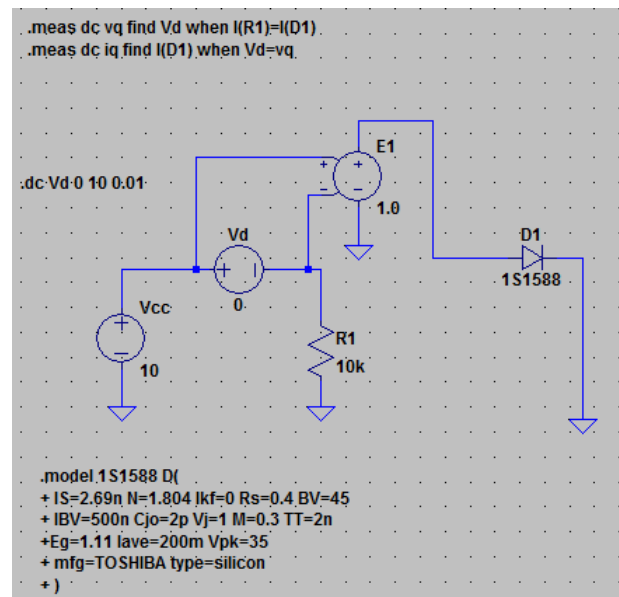 .meas dc vq find Vd when I(R1)=I(D1)
.meas dc iq find I(D1) when Vd=vq
E1
.dc Vd 0 10 0.01
1.0
Vd
D1
1S1588
0
Vcc
R1
10
10k
.model 1S1588 D(
+ IS=2.69n N=1.804 Ikf=0 Rs=0.4 BV=45
+ IBV=500n Cjo=2p Vj=1 M=0.3 TT=2n
+Eg=1.11 Iave=200m Vpk=35
+ mfg=TOSHIBA type=silicon
+ )